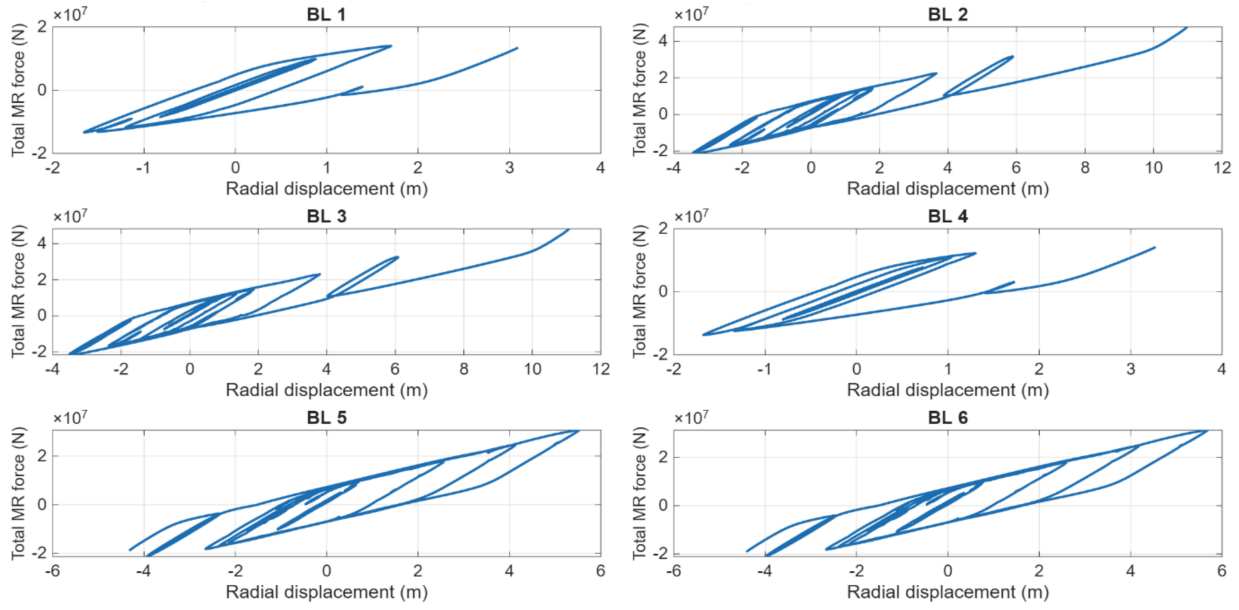 BL 1
×10⁷
Total MR force (N)
2
0
-2
-2 -1 0 1 2 3 4
Radial displacement (m)
BL 2
×10⁷
Total MR force (N)
4
2
0
-2
-4 -2 0 2 4 6 8 10 12
Radial displacement (m)
BL 3
×10⁷
Total MR force (N)
4
2
0
-2
-4 -2 0 2 4 6 8 10 12
Radial displacement (m)
BL 4
×10⁷
Total MR force (N)
2
0
-2
-2 -1 0 1 2 3 4
Radial displacement (m)
BL 5
×10⁷
Total MR force (N)
2
0
-2
-6 -4 -2 0 2 4 6
Radial displacement (m)
BL 6
×10⁷
Total MR force (N)
2
0
-2
-6 -4 -2 0 2 4 6
Radial displacement (m)